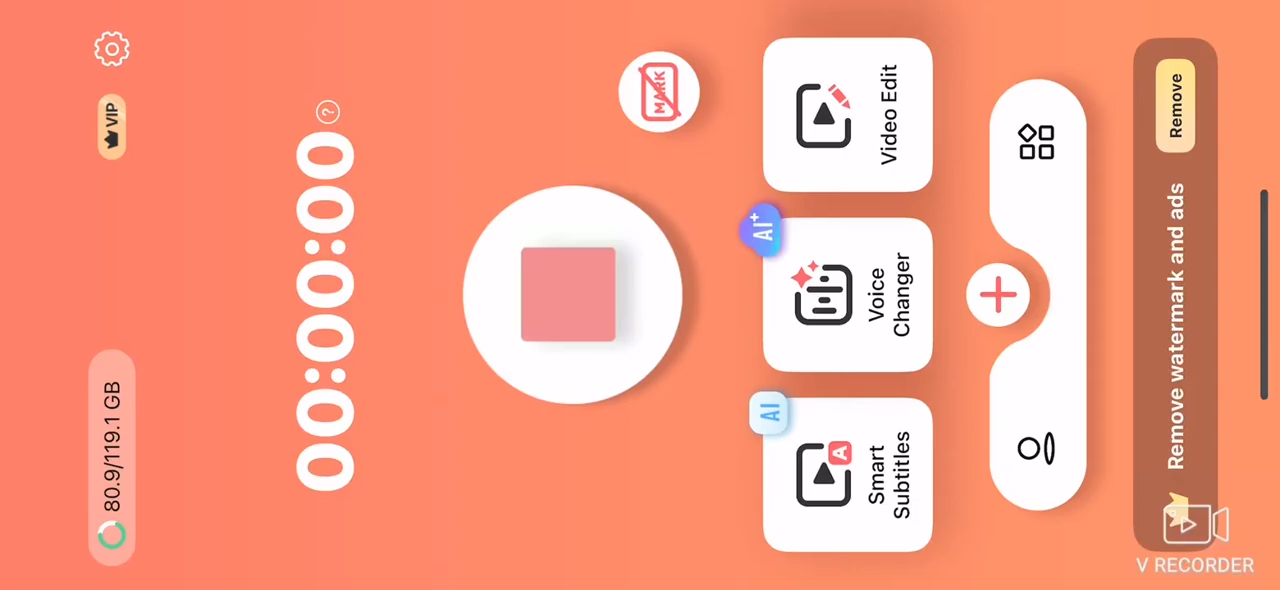 80.9/119.1 GB
VIP
00:00:00:00
?
MARK
A
Smart
Subtitles
AI
Voice
Changer
AI+
Video Edit
Remove watermark and ads
Remove
V RECORDER